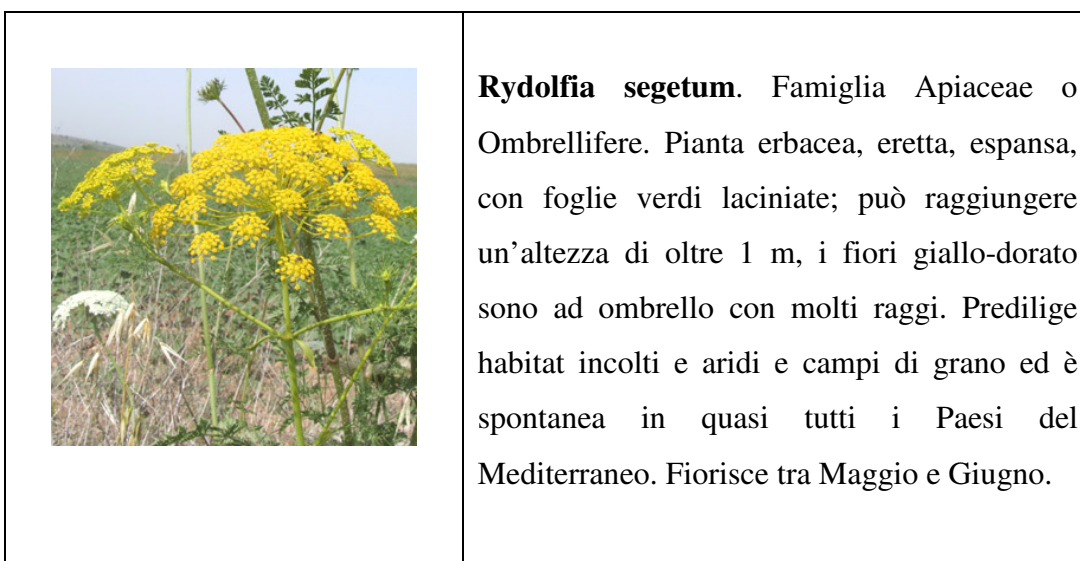 Rydolfia segetum. Famiglia Apiaceae o
Ombrellifere. Pianta erbacea, eretta, espansa,
con foglie verdi laciniate; può raggiungere
un'altezza di oltre 1 m, i fiori giallo-dorato
sono ad ombrello con molti raggi. Predilige
habitat incolti e aridi e campi di grano ed è
spontanea in quasi tutti i Paesi del
Mediterraneo. Fiorisce tra Maggio e Giugno.